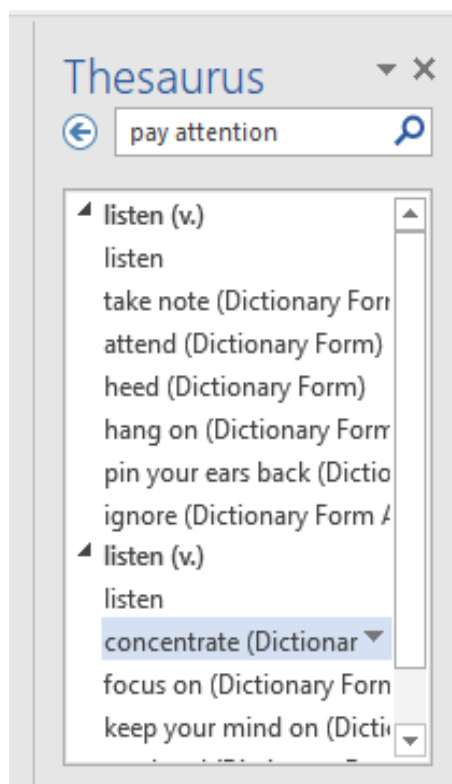 Thesaurus
pay attention
listen (v.)
listen
take note (Dictionary Form
attend (Dictionary Form)
heed (Dictionary Form)
hang on (Dictionary Form
pin your ears back (Dictio
ignore (Dictionary Form A
listen (v.)
listen
concentrate (Dictionar
focus on (Dictionary Form
keep your mind on (Dictio